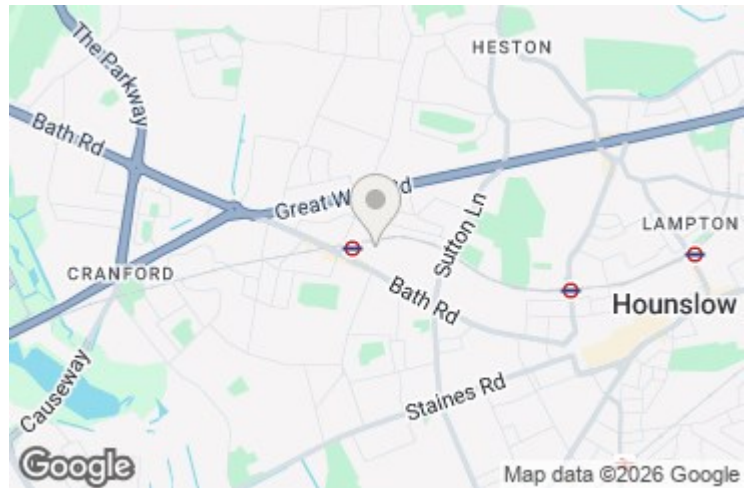 The Parkway
HESTON
Bath Rd
Great W
d
Sutton Ln
LAMPTON
CRANFORD
Bath Rd
Hounslow
Causeway
Staines Rd
Google
Map data ©2026 Google